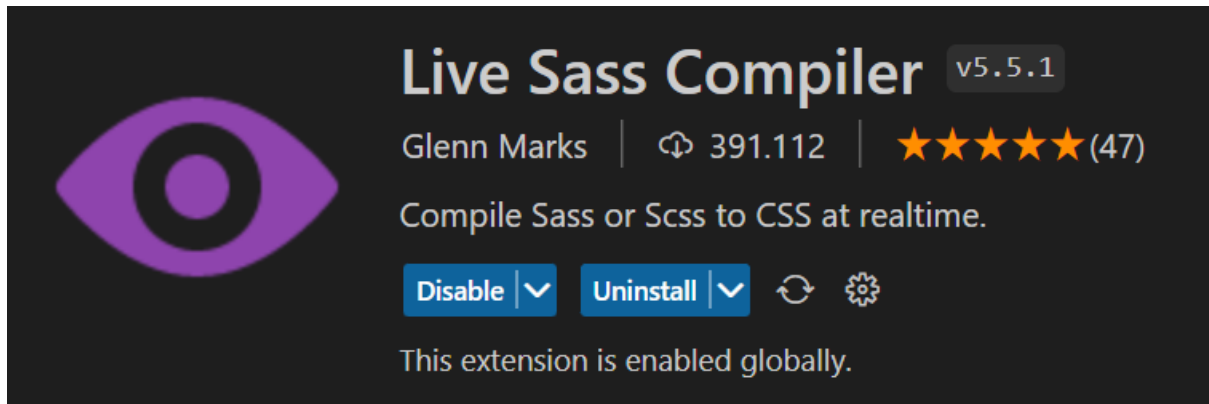 Live Sass Compiler v5.5.1
Glenn Marks 391.112 (47)
Compile Sass or Scss to CSS at realtime.
Disable Uninstall
This extension is enabled globally.